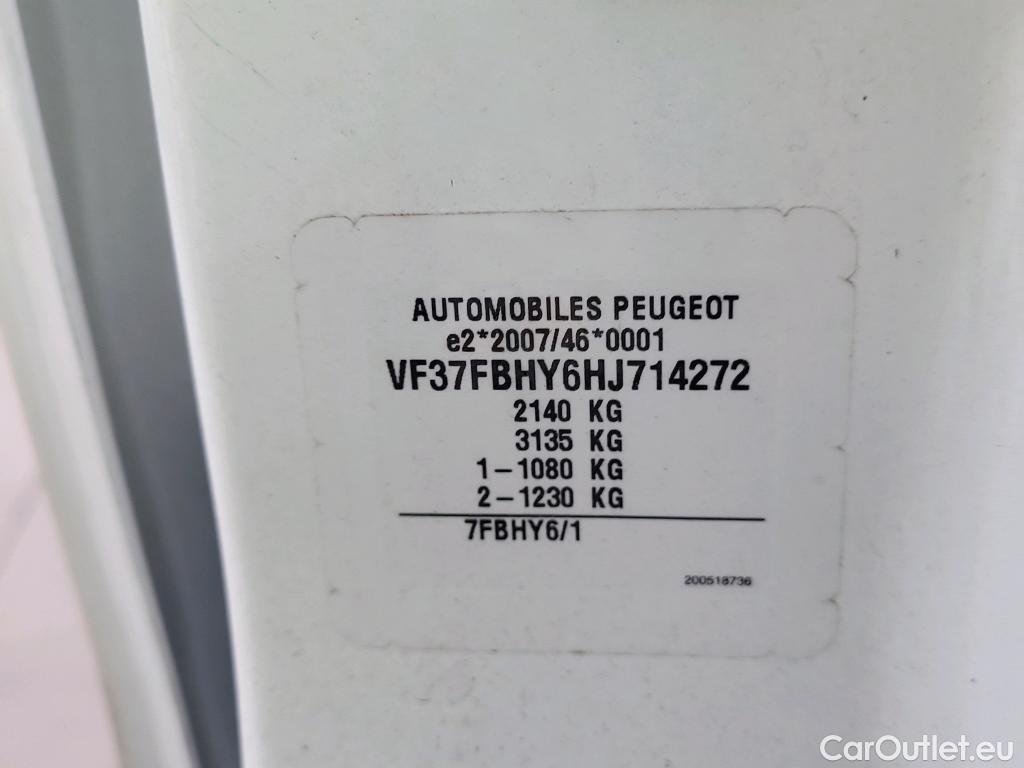 AUTOMOBILES PEUGEOT
e2*2007/46*0001
VF37FBHY6HJ714272
2140 KG
3135 KG
1-1080 KG
2-1230 KG
7FBHY6/1
200518736
CarOutlet.eu